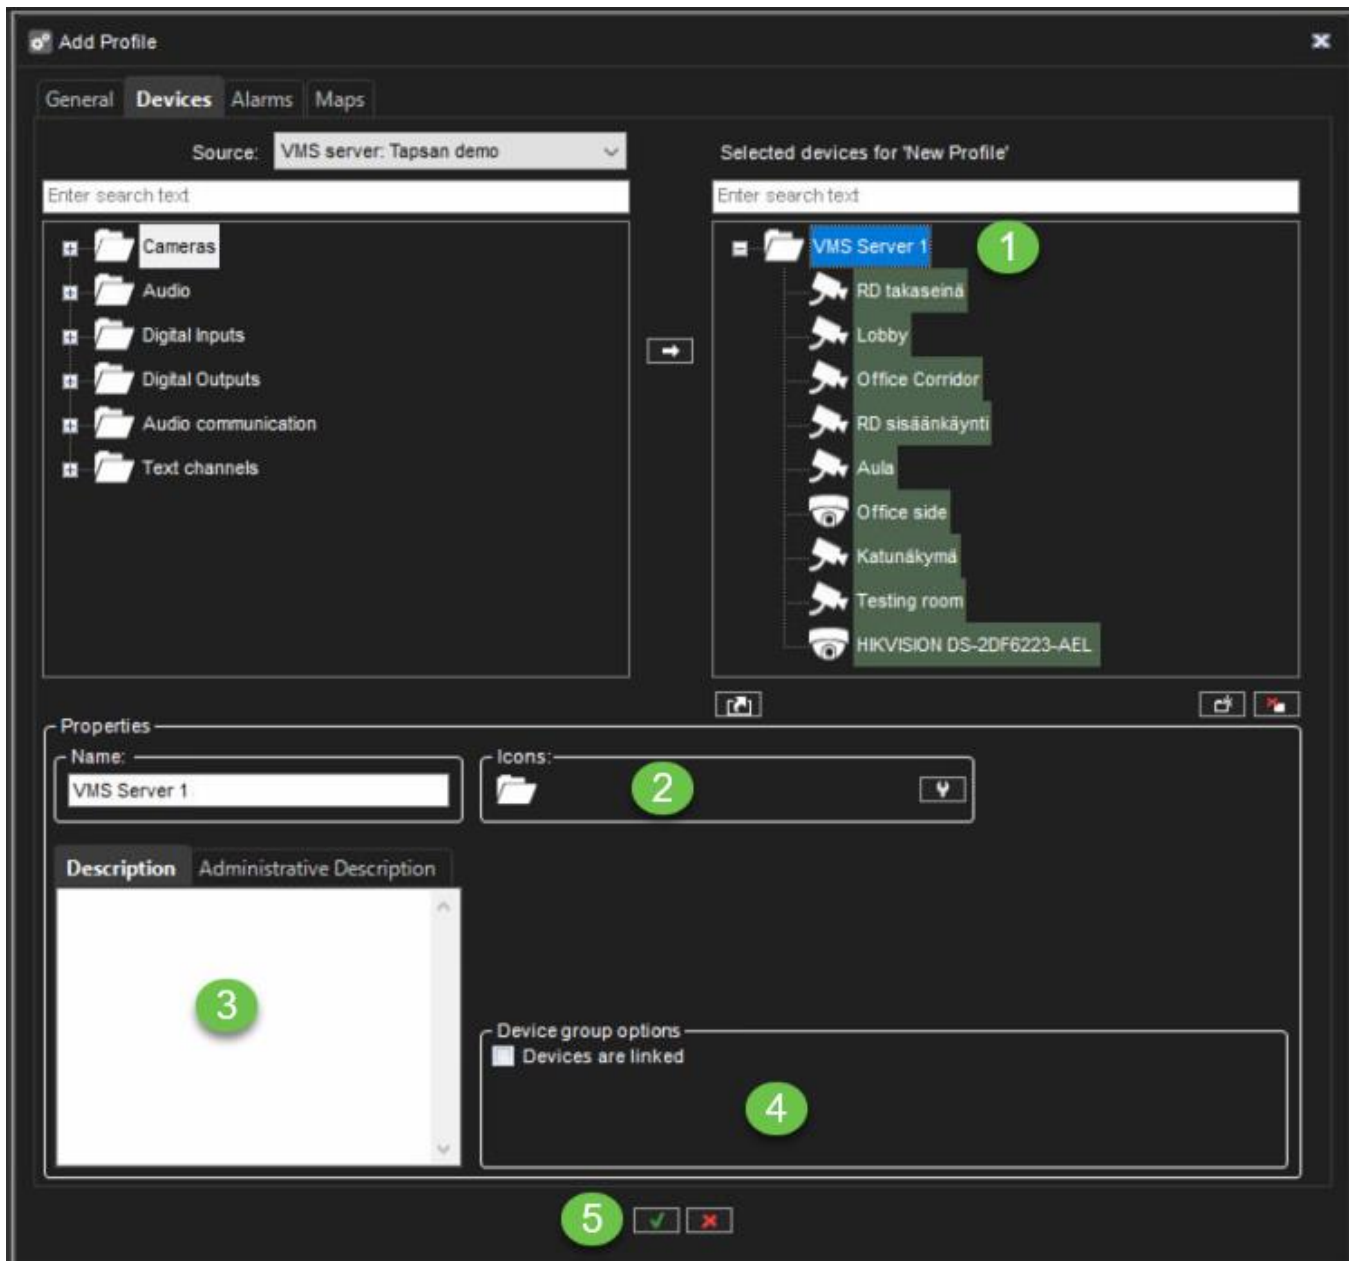 Add Profile
General Devices Alarms Maps
Source: VMS server: Tapsan demo
Selected devices for 'New Profile'
Enter search text
Enter search text
Cameras
Audio
Digital Inputs
Digital Outputs
Audio communication
Text channels
VMS Server 1
1
RD takaseinä
Lobby
Office Corridor
RD sisäänkäynti
Aula
Office side
Katunäkymä
Testing room
HIKVISION DS-2DF6223-AEL
Properties
Name:
VMS Server 1
Icons:
2
Description Administrative Description
3
Device group options
Devices are linked
4
5